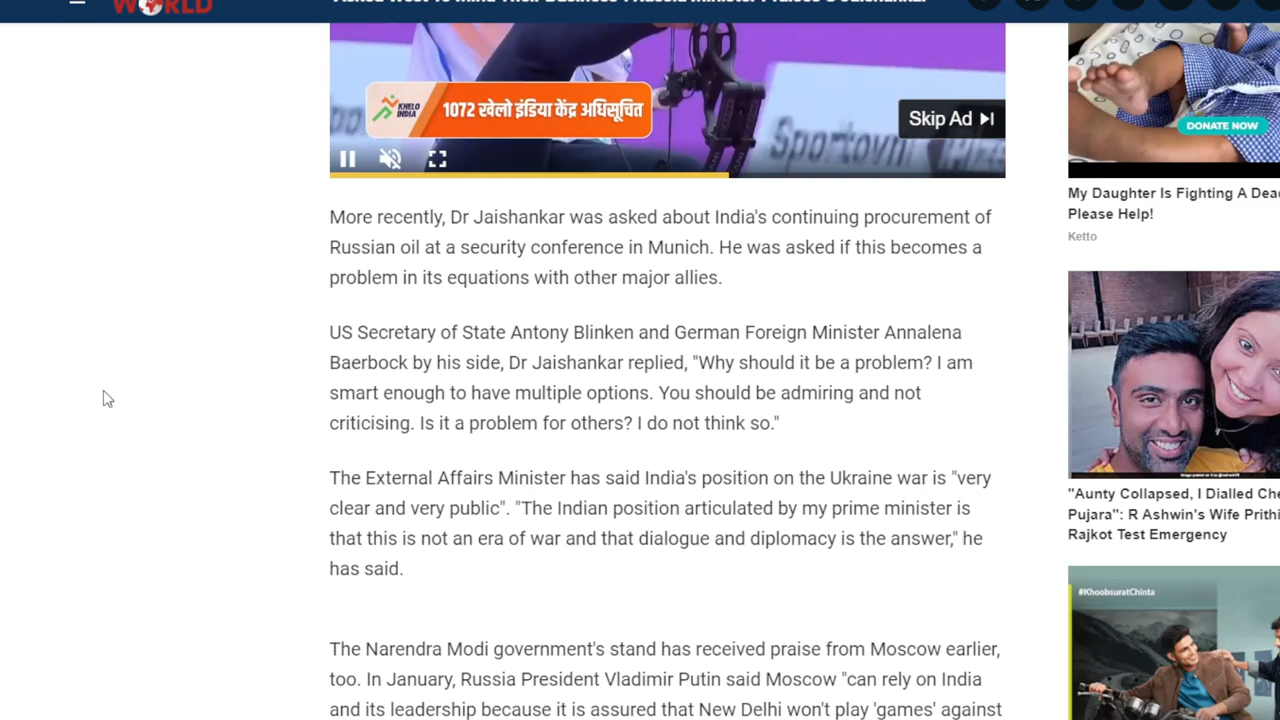 WORLD
KHELO
INDIA
1072 खेलो इंडिया केंद्र अधिसूचित
Skip Ad
Sportovni
DONATE NOW
More recently, Dr Jaishankar was asked about India's continuing procurement of
Russian oil at a security conference in Munich. He was asked if this becomes a
problem in its equations with other major allies.
US Secretary of State Antony Blinken and German Foreign Minister Annalena
Baerbock by his side, Dr Jaishankar replied, "Why should it be a problem? I am
smart enough to have multiple options. You should be admiring and not
criticising. Is it a problem for others? I do not think so."
The External Affairs Minister has said India's position on the Ukraine war is "very
clear and very public". "The Indian position articulated by my prime minister is
that this is not an era of war and that dialogue and diplomacy is the answer," he
has said.
The Narendra Modi government's stand has received praise from Moscow earlier,
too. In January, Russia President Vladimir Putin said Moscow "can rely on India
and its leadership because it is assured that New Delhi won't play 'games' against
My Daughter Is Fighting A Dea
Please Help!
Ketto
"Aunty Collapsed, I Dialled Che
Pujara": R Ashwin's Wife Prithi
Rajkot Test Emergency
#KhoobsuratChinta